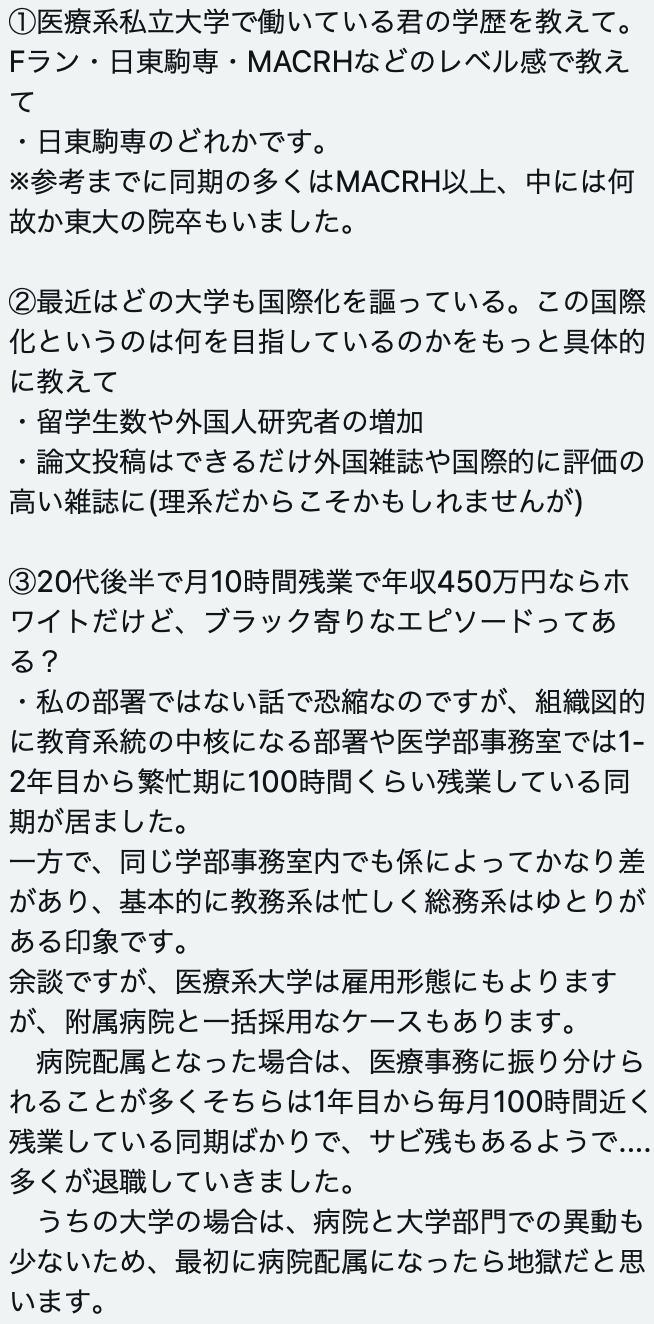 ①医療系私立大学で働いている君の学歴を教えて。
Fラン・日東駒専・MACRHなどのレベル感で教え
て
・日東駒専のどれかです。
※参考までに同期の多くはMACRH以上、中には何
故か東大の院卒もいました。
②最近はどの大学も国際化を謳っている。この国際
化というのは何を目指しているのかをもっと具体的
に教えて
・留学生数や外国人研究者の増加
・論文投稿はできるだけ外国雑誌や国際的に評価の
高い雑誌に(理系だからこそかもしれませんが)
③20代後半で月10時間残業で年収450万円ならホ
ワイトだけど、ブラック寄りなエピソードってあ
る？
・私の部署ではない話で恐縮なのですが、組織図的
に教育系統の中核になる部署や医学部事務室では1-
2年目から繁忙期に100時間くらい残業している同
期が居ました。
一方で、同じ学部事務室内でも係によってかなり差
があり、基本的に教務系は忙しく総務系はゆとりが
ある印象です。
余談ですが、医療系大学は雇用形態にもよります
が、附属病院と一括採用なケースもあります。
　病院配属となった場合は、医療事務に振り分けら
れることが多くそちらは1年目から毎月100時間近く
残業している同期ばかりで、サビ残もあるようで....
多くが退職していきました。
　うちの大学の場合は、病院と大学部門での異動も
少ないため、最初に病院配属になったら地獄だと思
います。